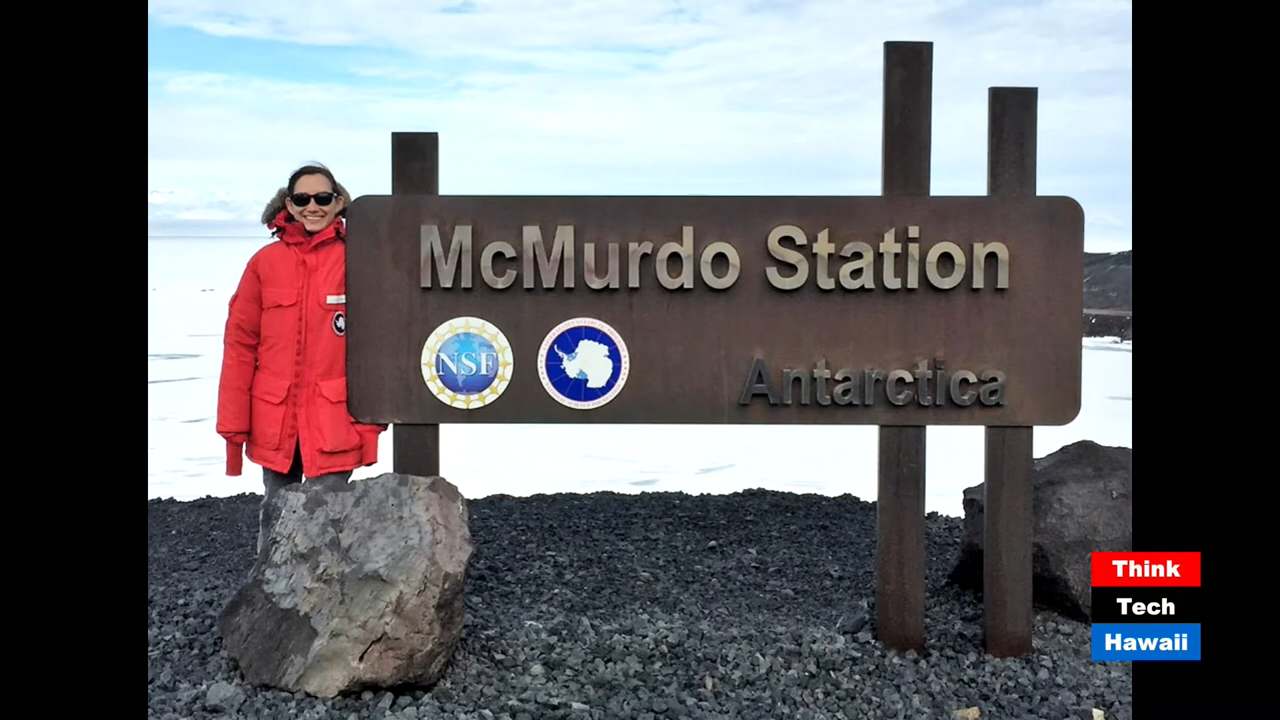 McMurdo Station
NSF
Antarctica
Think
Tech
Hawaii